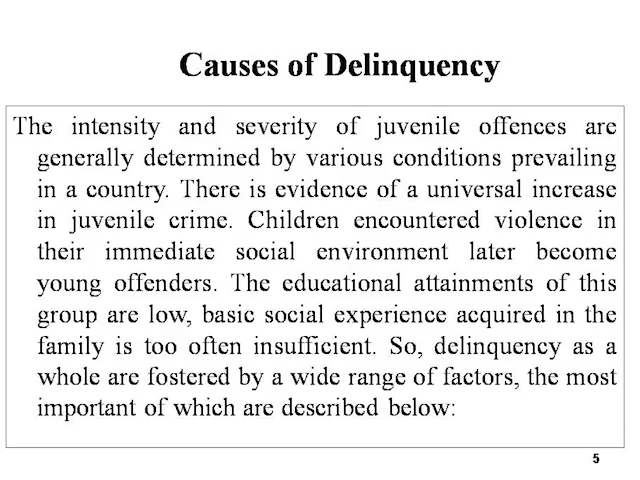 Causes of Delinquency
The intensity and severity of juvenile offences are
generally determined by various conditions prevailing
in a country. There is evidence of a universal increase
in juvenile crime. Children encountered violence in
their immediate social environment later become
young offenders. The educational attainments of this
group are low, basic social experience acquired in the
family is too often insufficient. So, delinquency as a
whole are fostered by a wide range of factors, the most
important of which are described below:
5